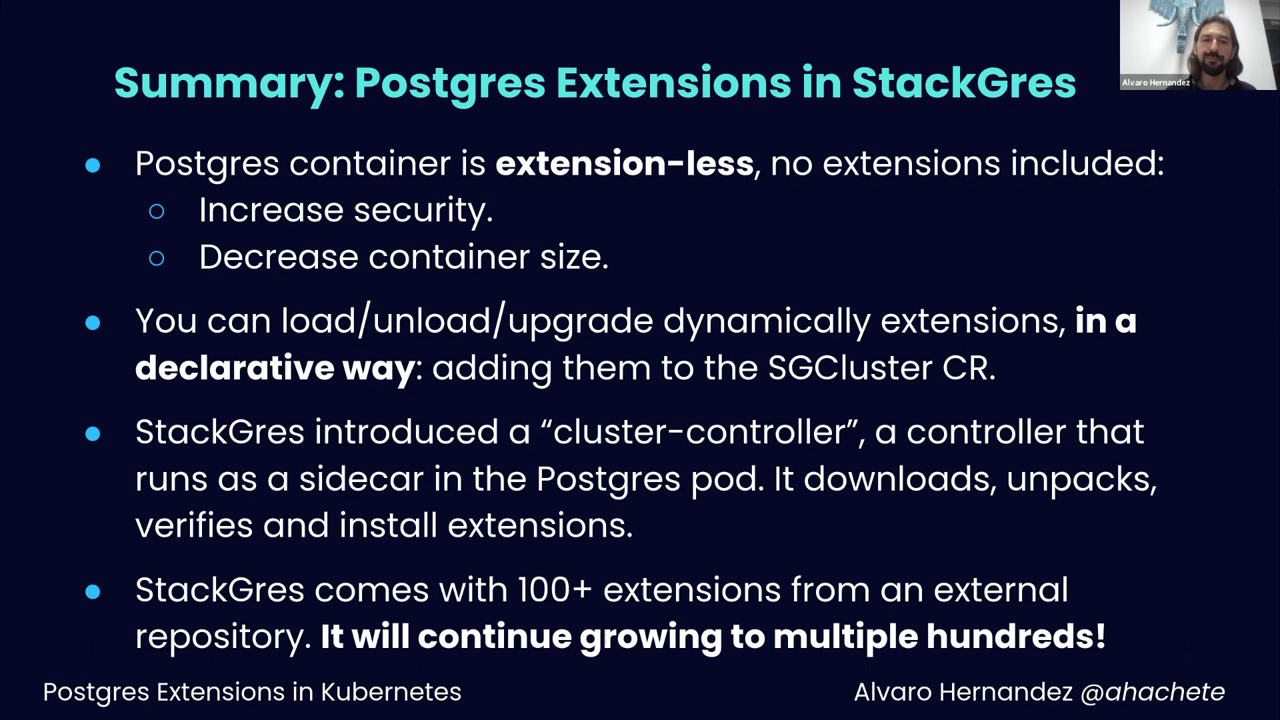 Summary: Postgres Extensions in StackGres
Alvaro Hernandez
● Postgres container is extension-less, no extensions included:
○ Increase security.
○ Decrease container size.
● You can load/unload/upgrade dynamically extensions, in a
declarative way: adding them to the SGCluster CR.
● StackGres introduced a “cluster-controller”, a controller that
runs as a sidecar in the Postgres pod. It downloads, unpacks,
verifies and install extensions.
● StackGres comes with 100+ extensions from an external
repository. It will continue growing to multiple hundreds!
Postgres Extensions in Kubernetes
Alvaro Hernandez @ahachete